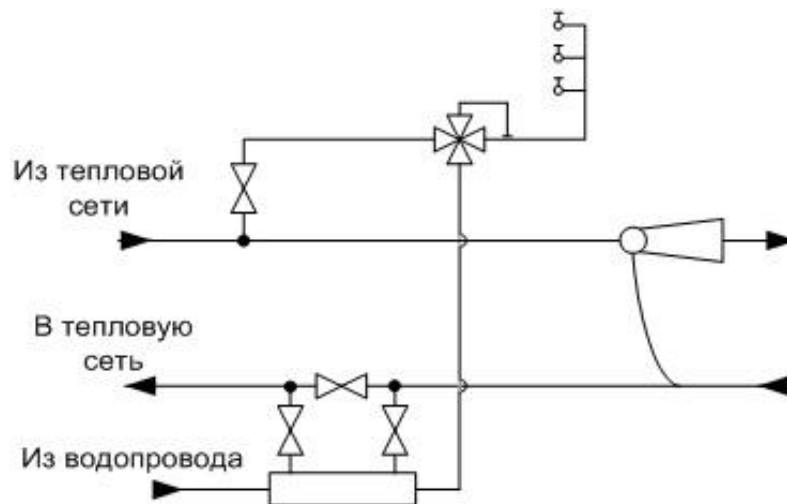 Из тепловой
сети
В тепловую
сеть
Из водопровода